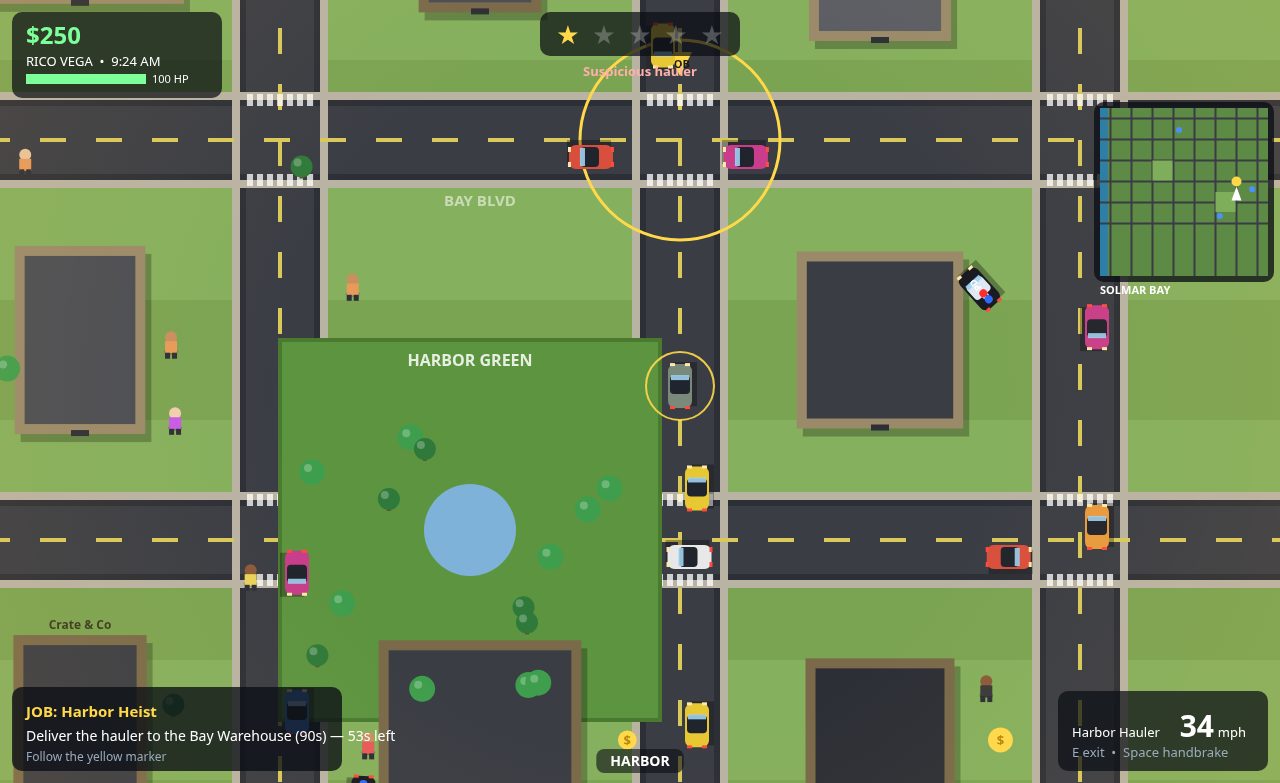 $250
RICO VEGA • 9:24 AM
100 HP
JOB
Suspicious hauler
BAY BLVD
SOLMAR BAY
HARBOR GREEN
Crate & Co
JOB: Harbor Heist
Deliver the hauler to the Bay Warehouse (90s) — 53s left
Follow the yellow marker
$
$
HARBOR
Harbor Hauler 34 mph
E exit • Space handbrake